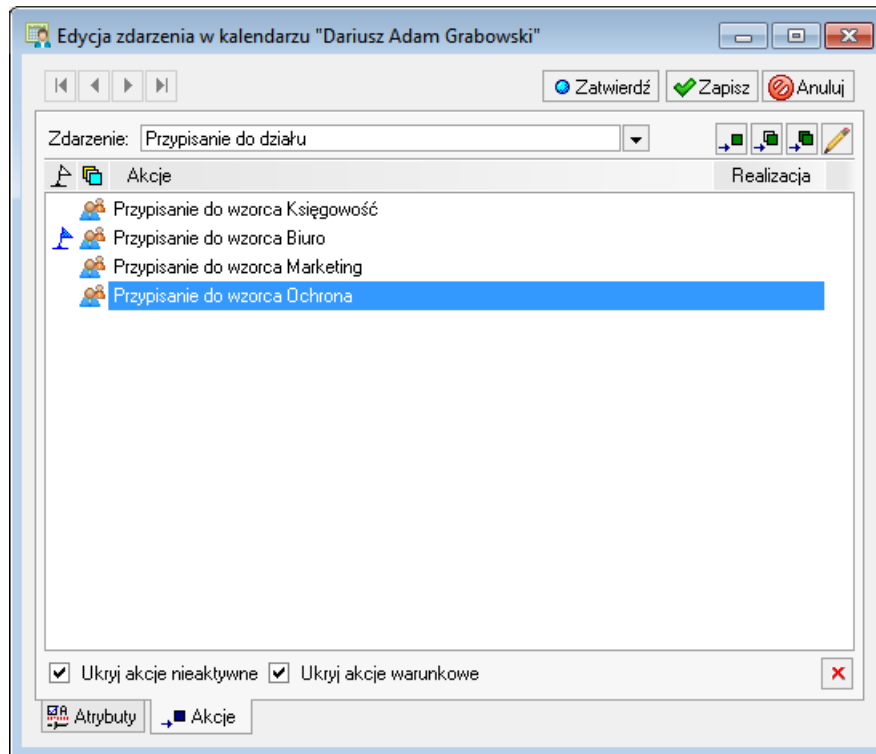 Edycja zdarzenia w kalendarzu "Dariusz Adam Grabowski"
Zatwierdź Zapisz Anuluj
Zdarzenie: Przypisanie do działu
Akcje Realizacja
Przypisanie do wzorca Księgowość
Przypisanie do wzorca Biuro
Przypisanie do wzorca Marketing
Przypisanie do wzorca Ochrona
Ukryj akcje nieaktywne Ukryj akcje warunkowe
Atrybuty Akcje